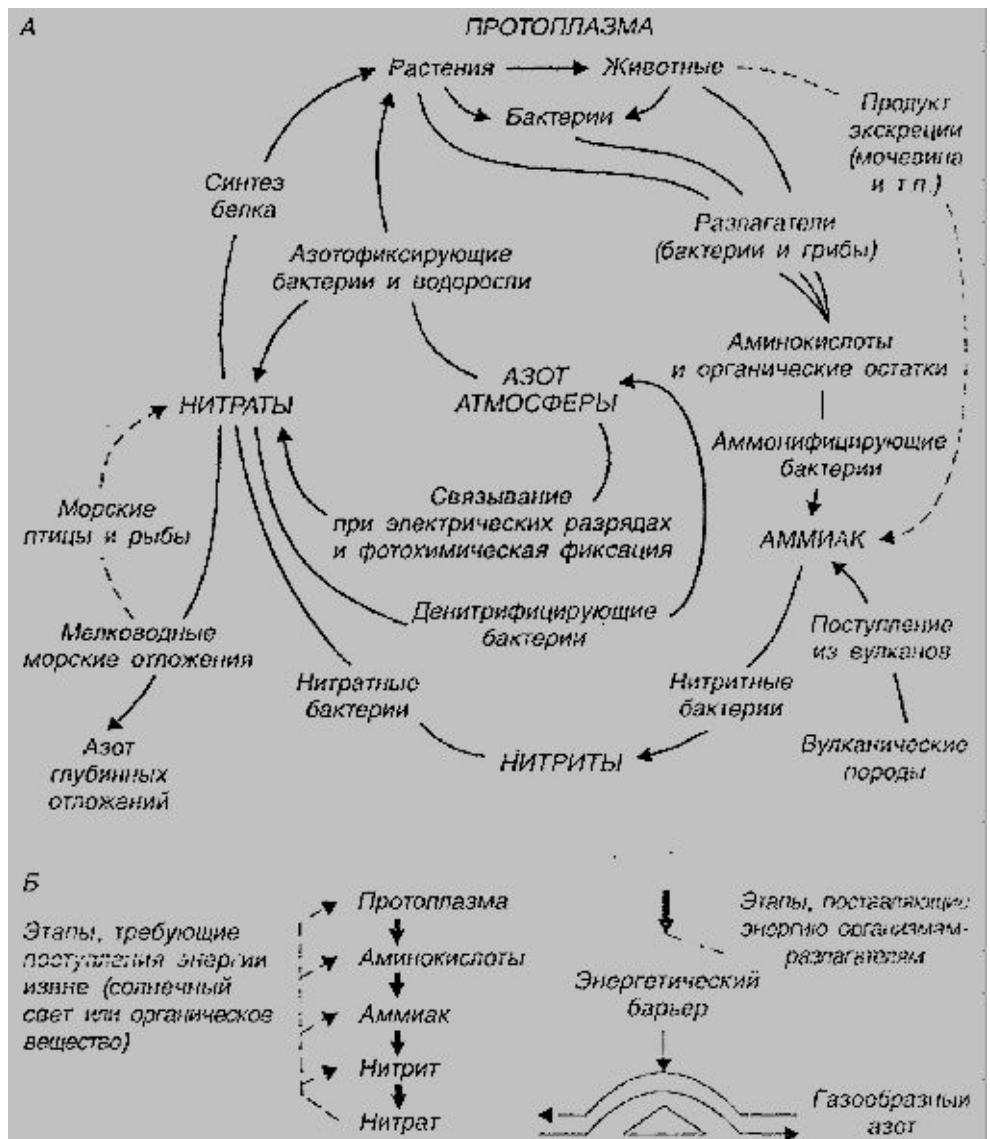 А
ПРОТОПЛАЗМА
Растения
Животные
Бактерии
Продукт
экскреции
(мочевина
и т.п.)
Синтез
белка
Разлагатели
(бактерии и грибы)
Азотофиксирующие
бактерии и водоросли
Аминокислоты
и органические остатки
АЗОТ
АТМОСФЕРЫ
НИТРАТЫ
Аммонифицирующие
бактерии
Связывание
при электрических разрядах
и фотохимическая фиксация
Морские
птицы и рыбы
АММИАК
Денитрифицирующие
бактерии
Мелководные
морские отложения
Поступление
из вулканов
Нитратные
бактерии
Нитритные
бактерии
Азот
глубинных
отложений
НИТРИТЫ
Вулканические
породы
Б
Этапы, требующие
поступления энергии
извне (солнечный
свет или органическое
вещество)
Протоплазма
Аминокислоты
Аммиак
Нитрит
Нитрат
Этапы, поставляющие
энергию организмам-
разлагателям
Энергетический
барьер
Газообразный
азот